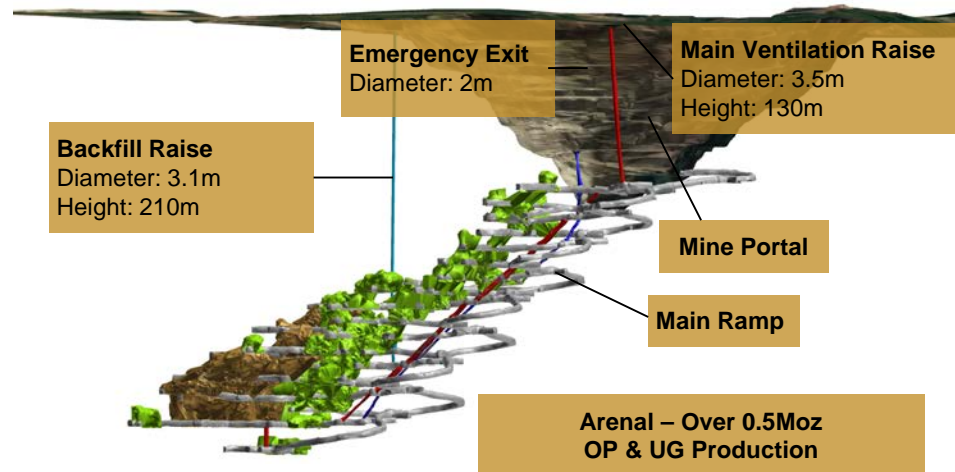 Emergency Exit
Diameter: 2m
Main Ventilation Raise
Diameter: 3.5m
Height: 130m
Backfill Raise
Diameter: 3.1m
Height: 210m
Mine Portal
Main Ramp
Arenal – Over 0.5Moz
OP & UG Production